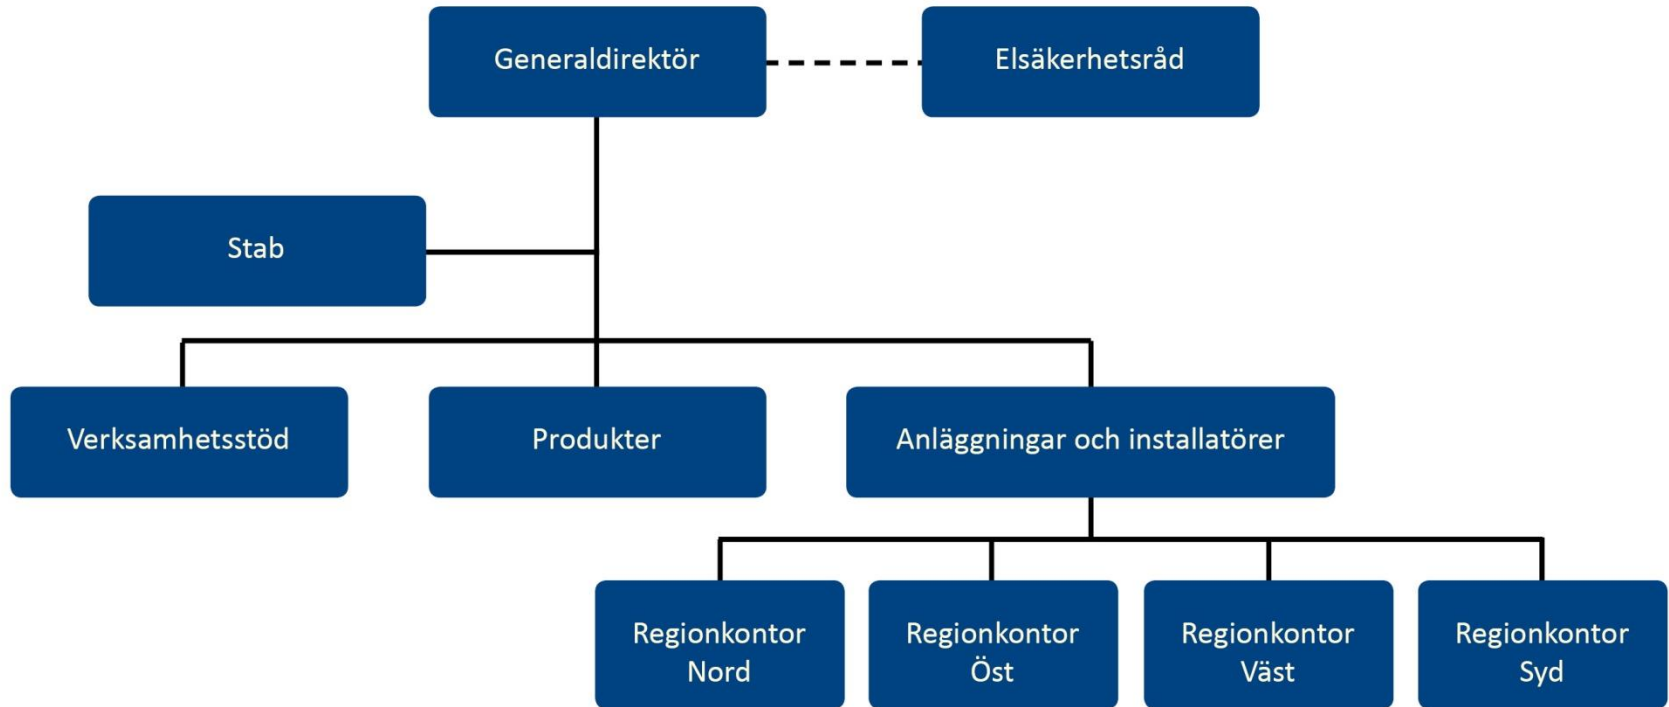 Generaldirektör
Elsäkerhetsråd
Stab
Verksamhetsstöd
Produkter
Anläggningar och installatörer
Regionkontor
Nord
Regionkontor
Öst
Regionkontor
Väst
Regionkontor
Syd